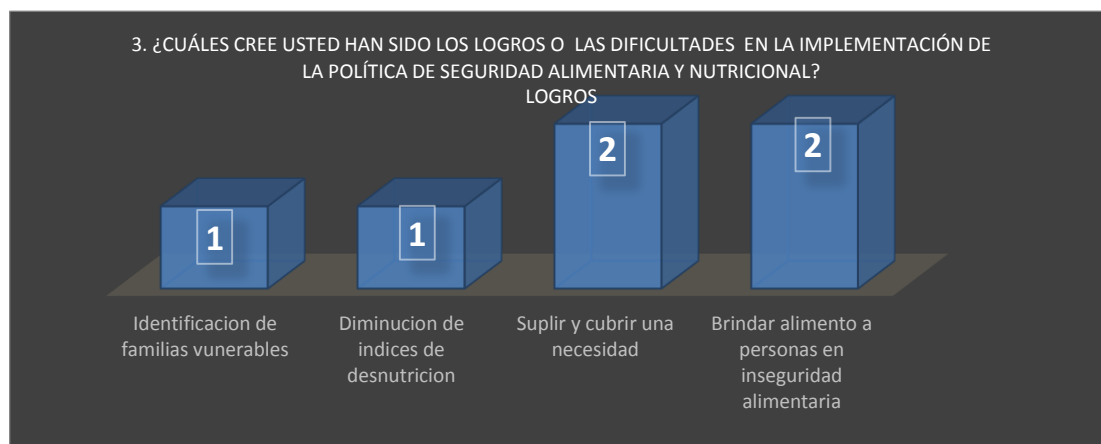 3. ¿CUÁLES CREE USTED HAN SIDO LOS LOGROS O LAS DIFICULTADES EN LA IMPLEMENTACIÓN DE
LA POLÍTICA DE SEGURIDAD ALIMENTARIA Y NUTRICIONAL?
LOGROS
1
1
2
2
Identificacion de
familias vunerables
Diminucion de
indices de
desnutricion
Suplir y cubrir una
necesidad
Brindar alimento a
personas en
inseguridad
alimentaria